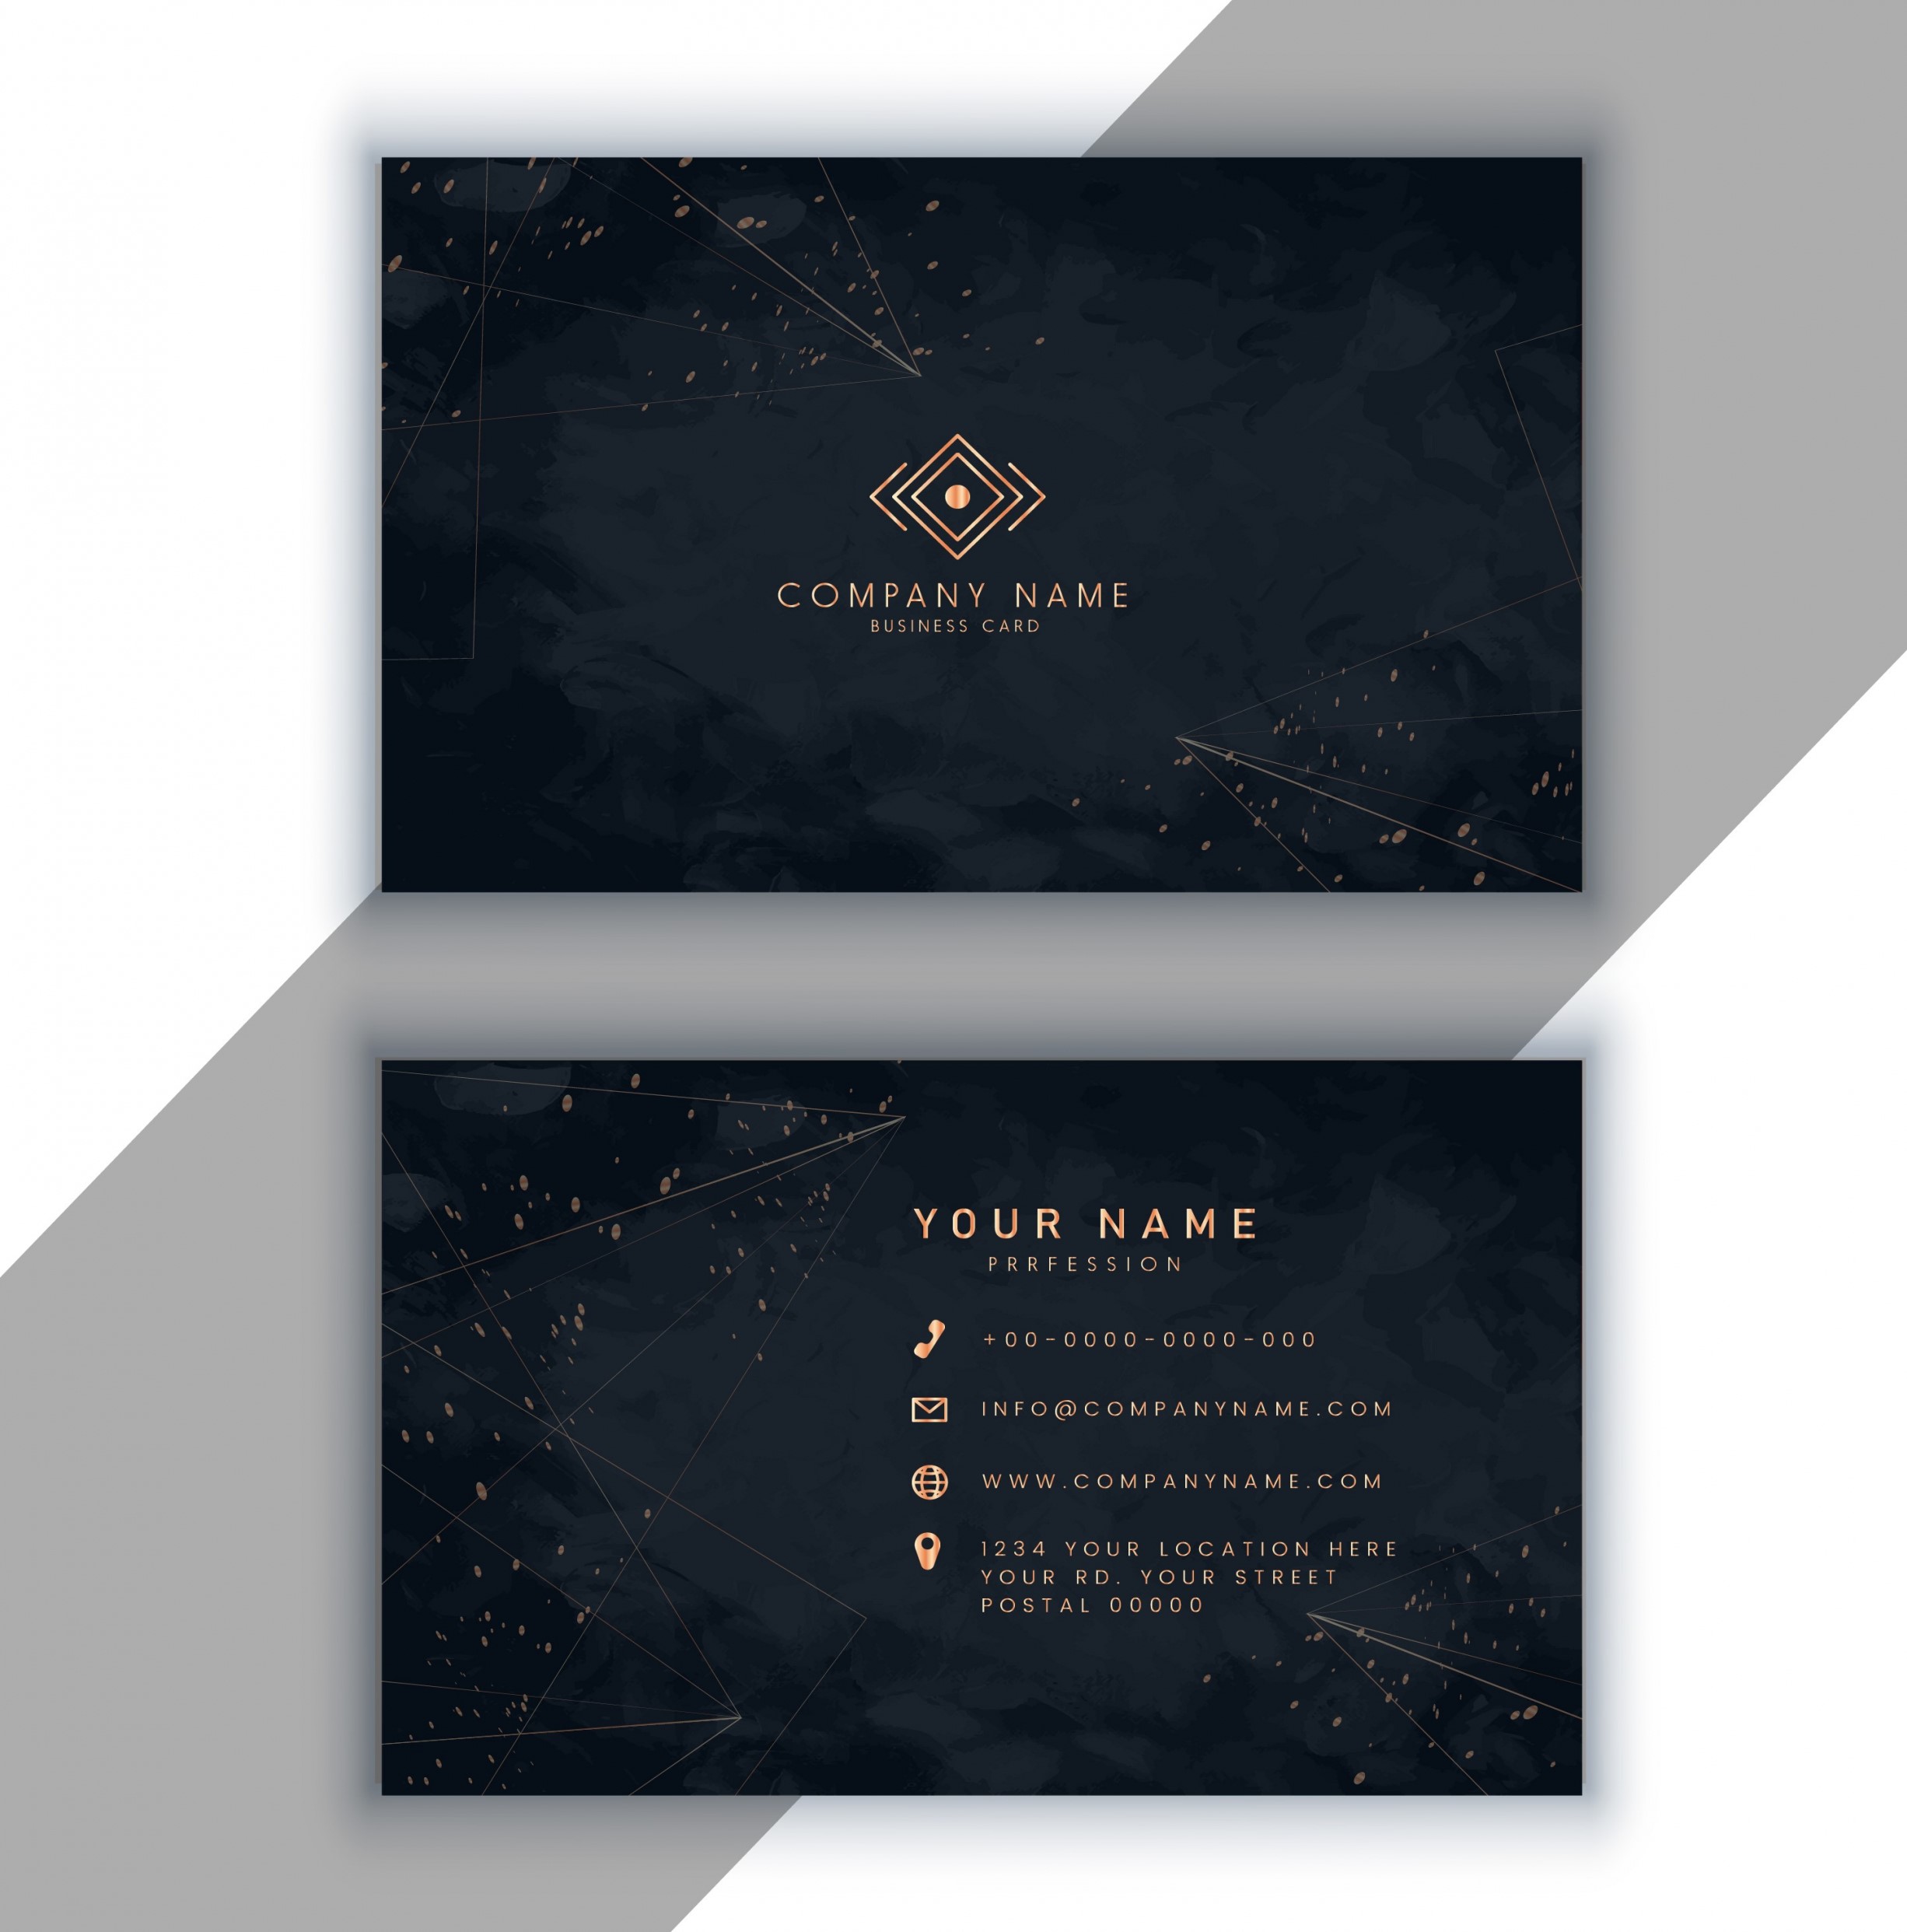 COMPANY NAME
BUSINESS CARD
YOUR NAME
PRRFESSION
+00-0000-0000-000
INFO@COMPANYNAME.COM
WWW.COMPANYNAME.COM
1234 YOUR LOCATION HERE
YOUR RD. YOUR STREET
POSTAL 00000